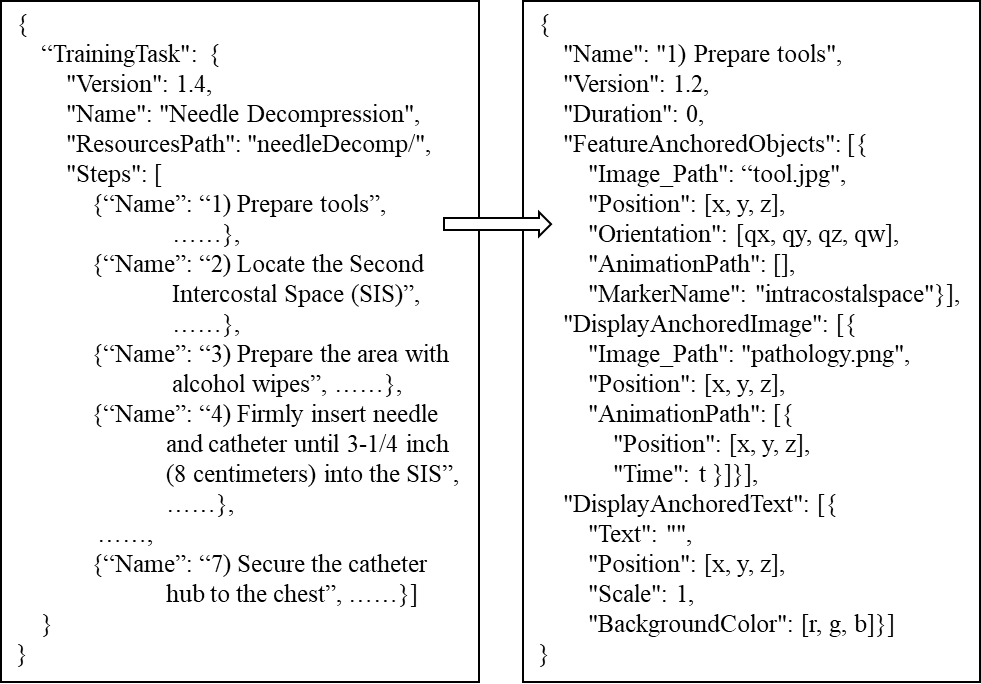 {
“TrainingTask": {
"Version": 1.4,
"Name": "Needle Decompression",
"ResourcesPath": "needleDecomp/",
"Steps": [
{“Name”: “1) Prepare tools”,
……},
{“Name”: “2) Locate the Second
Intercostal Space (SIS)”,
……},
{“Name”: “3) Prepare the area with
alcohol wipes”, ……},
{“Name”: “4) Firmly insert needle
and catheter until 3-1/4 inch
(8 centimeters) into the SIS”,
……},
……,
{“Name”: “7) Secure the catheter
hub to the chest”, ……}]
}
}
{
"Name": "1) Prepare tools",
"Version": 1.2,
"Duration": 0,
"FeatureAnchoredObjects": [{
"Image_Path": “tool.jpg",
"Position": [x, y, z],
"Orientation": [qx, qy, qz, qw],
"AnimationPath": [],
"MarkerName": "intracostalspace"}],
"DisplayAnchoredImage": [{
"Image_Path": "pathology.png",
"Position": [x, y, z],
"AnimationPath": [{
"Position": [x, y, z],
"Time": t }]}],
"DisplayAnchoredText": [{
"Text": "",
"Position": [x, y, z],
"Scale": 1,
"BackgroundColor": [r, g, b]}]
}